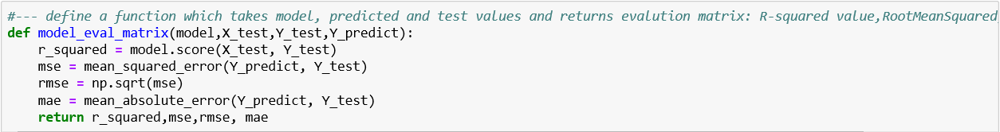 #--- define a function which takes model, predicted and test values and returns evalution matrix: R-squared value,RootMeanSquared,
def model_eval_matrix(model,X_test,Y_test,Y_predict):
    r_squared = model.score(X_test, Y_test)
    mse = mean_squared_error(Y_predict, Y_test)
    rmse = np.sqrt(mse)
    mae = mean_absolute_error(Y_predict, Y_test)
    return r_squared,mse,rmse, mae